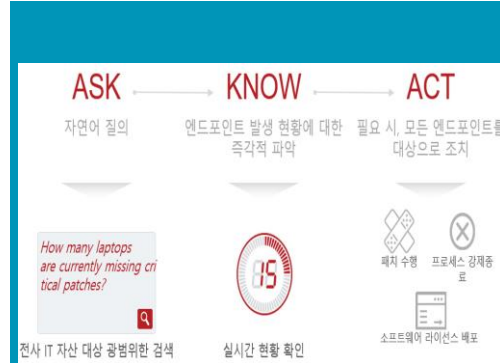 ASK
KNOW
ACT
자연어 질의
엔드포인트 발생 현황에 대한
즉각적 파악
필요 시, 모든 엔드포인트를
대상으로 조치
How many laptops
are currently missing cri
tical patches?
15
패치 수행
프로세스 강제종
료
소프트웨어 라이선스 배포
전사 IT 자산 대상 광범위한 검색
실시간 현황 확인